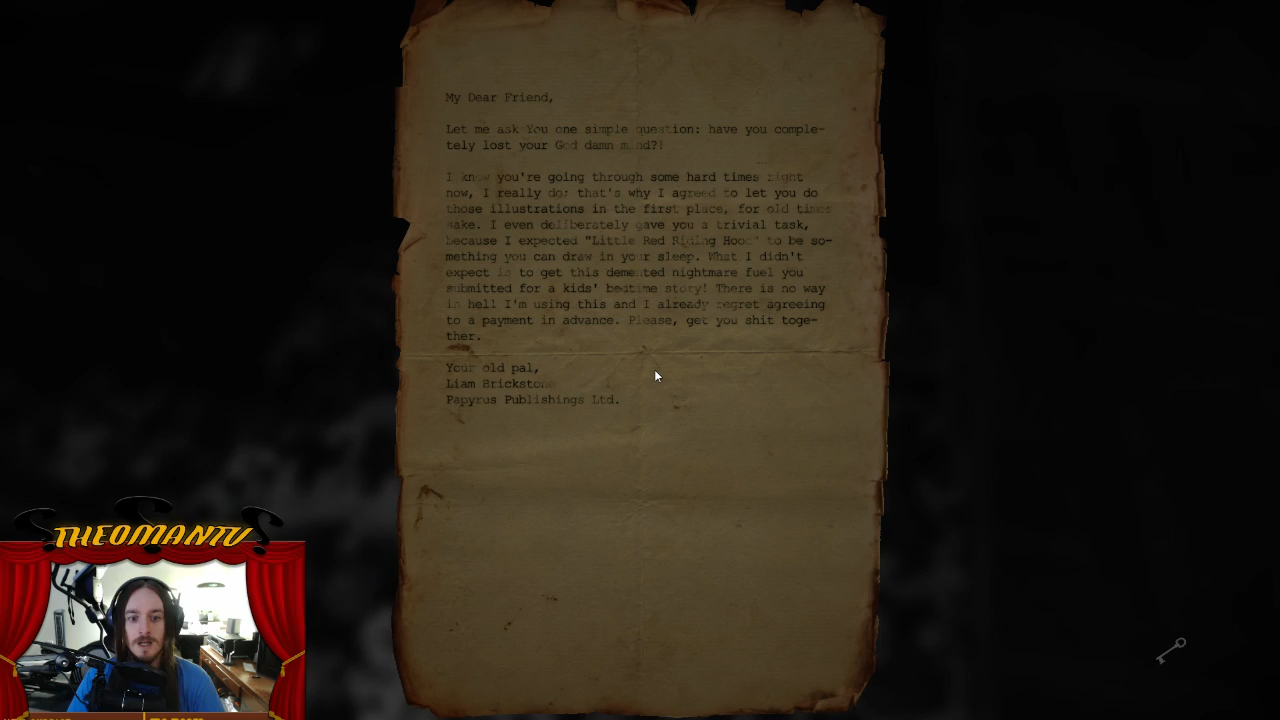 My Dear Friend,
Let me ask You one simple question: have you comple-
tely lost your God damn mind?!
I know you're going through some hard times right
now, I really do; that's why I agreed to let you do
those illustrations in the first place, for old times
sake. I even deliberately gave you a trivial task,
because I expected "Little Red Riding Hood" to be so-
mething you can draw in your sleep. What I didn't
expect is to get this demented nightmare fuel you
submitted for a kids' bedtime story! There is no way
in hell I'm using this and I already regret agreeing
to a payment in advance. Please, get you shit toge-
ther.
Your old pal,
Liam Brickstone
Papyrus Publishings Ltd.
THEOMANTV